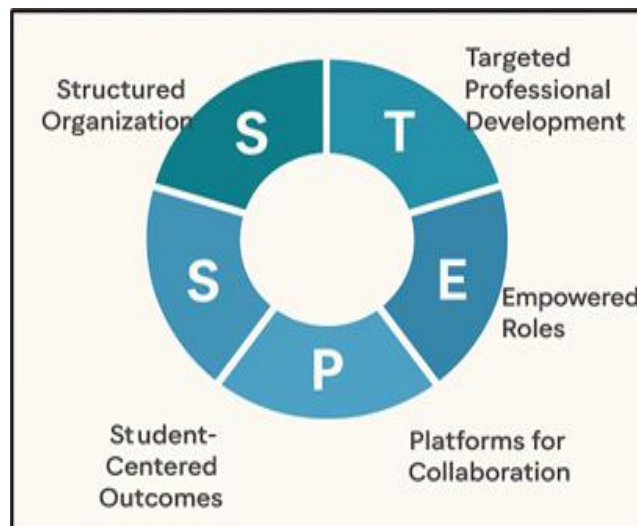 S
Structured
Organization
T
Targeted
Professional
Development
E
Empowered
Roles
P
Platforms for
Collaboration
S
Student-
Centered
Outcomes